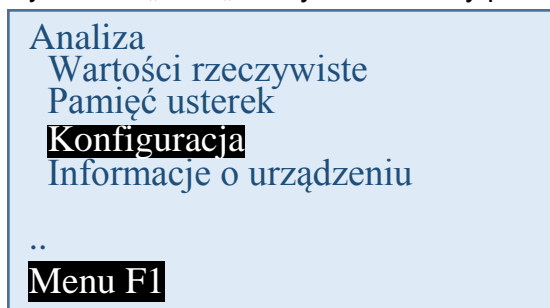 Analiza
Wartości rzeczywiste
Pamięć usterek
Konfiguracja
Informacje o urządzeniu
..
Menu F1